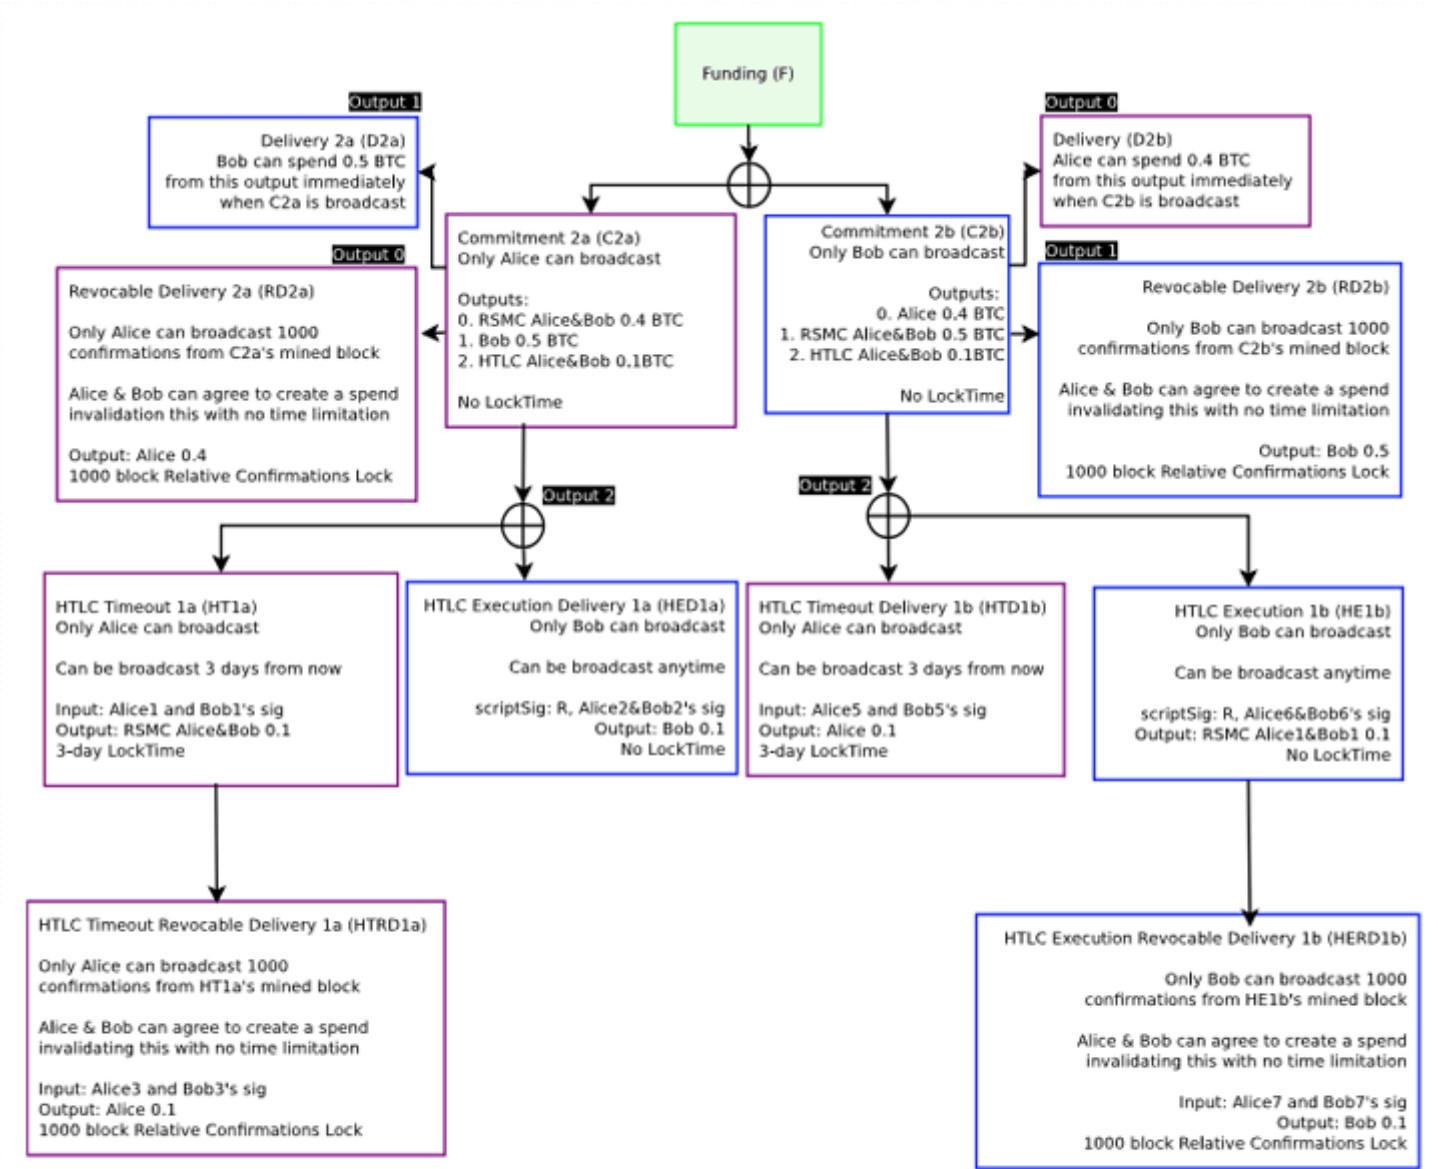 Funding (F)
Output 1
Delivery 2a (D2a)
Bob can spend 0.5 BTC
from this output immediately
when C2a is broadcast
Output 0
Delivery (D2b)
Alice can spend 0.4 BTC
from this output immediately
when C2b is broadcast
Commitment 2a (C2a)
Only Alice can broadcast
Outputs:
0. RSMC Alice&Bob 0.4 BTC
1. Bob 0.5 BTC
2. HTLC Alice&Bob 0.1BTC
No LockTime
Commitment 2b (C2b)
Only Bob can broadcast
Outputs:
0. Alice 0.4 BTC
1. RSMC Alice&Bob 0.5 BTC
2. HTLC Alice&Bob 0.1BTC
No LockTime
Output 0
Revocable Delivery 2a (RD2a)
Only Alice can broadcast 1000
confirmations from C2a's mined block
Alice & Bob can agree to create a spend
invalidation this with no time limitation
Output: Alice 0.4
1000 block Relative Confirmations Lock
Output 1
Revocable Delivery 2b (RD2b)
Only Bob can broadcast 1000
confirmations from C2b's mined block
Alice & Bob can agree to create a spend
invalidating this with no time limitation
Output: Bob 0.5
1000 block Relative Confirmations Lock
Output 2
Output 2
HTLC Timeout 1a (HT1a)
Only Alice can broadcast
Can be broadcast 3 days from now
Input: Alice1 and Bob1's sig
Output: RSMC Alice&Bob 0.1
3-day LockTime
HTLC Execution Delivery 1a (HED1a)
Only Bob can broadcast
Can be broadcast anytime
scriptSig: R, Alice2&Bob2's sig
Output: Bob 0.1
No LockTime
HTLC Timeout Delivery 1b (HTD1b)
Only Alice can broadcast
Can be broadcast 3 days from now
Input: Alice5 and Bob5's sig
Output: Alice 0.1
3-day LockTime
HTLC Execution 1b (HE1b)
Only Bob can broadcast
Can be broadcast anytime
scriptSig: R, Alice6&Bob6's sig
Output: RSMC Alice1&Bob1 0.1
No LockTime
HTLC Timeout Revocable Delivery 1a (HTRD1a)
Only Alice can broadcast 1000
confirmations from HT1a's mined block
Alice & Bob can agree to create a spend
invalidating this with no time limitation
Input: Alice3 and Bob3's sig
Output: Alice 0.1
1000 block Relative Confirmations Lock
HTLC Execution Revocable Delivery 1b (HERD1b)
Only Bob can broadcast 1000
confirmations from HE1b's mined block
Alice & Bob can agree to create a spend
invalidating this with no time limitation
Input: Alice7 and Bob7's sig
Output: Bob 0.1
1000 block Relative Confirmations Lock